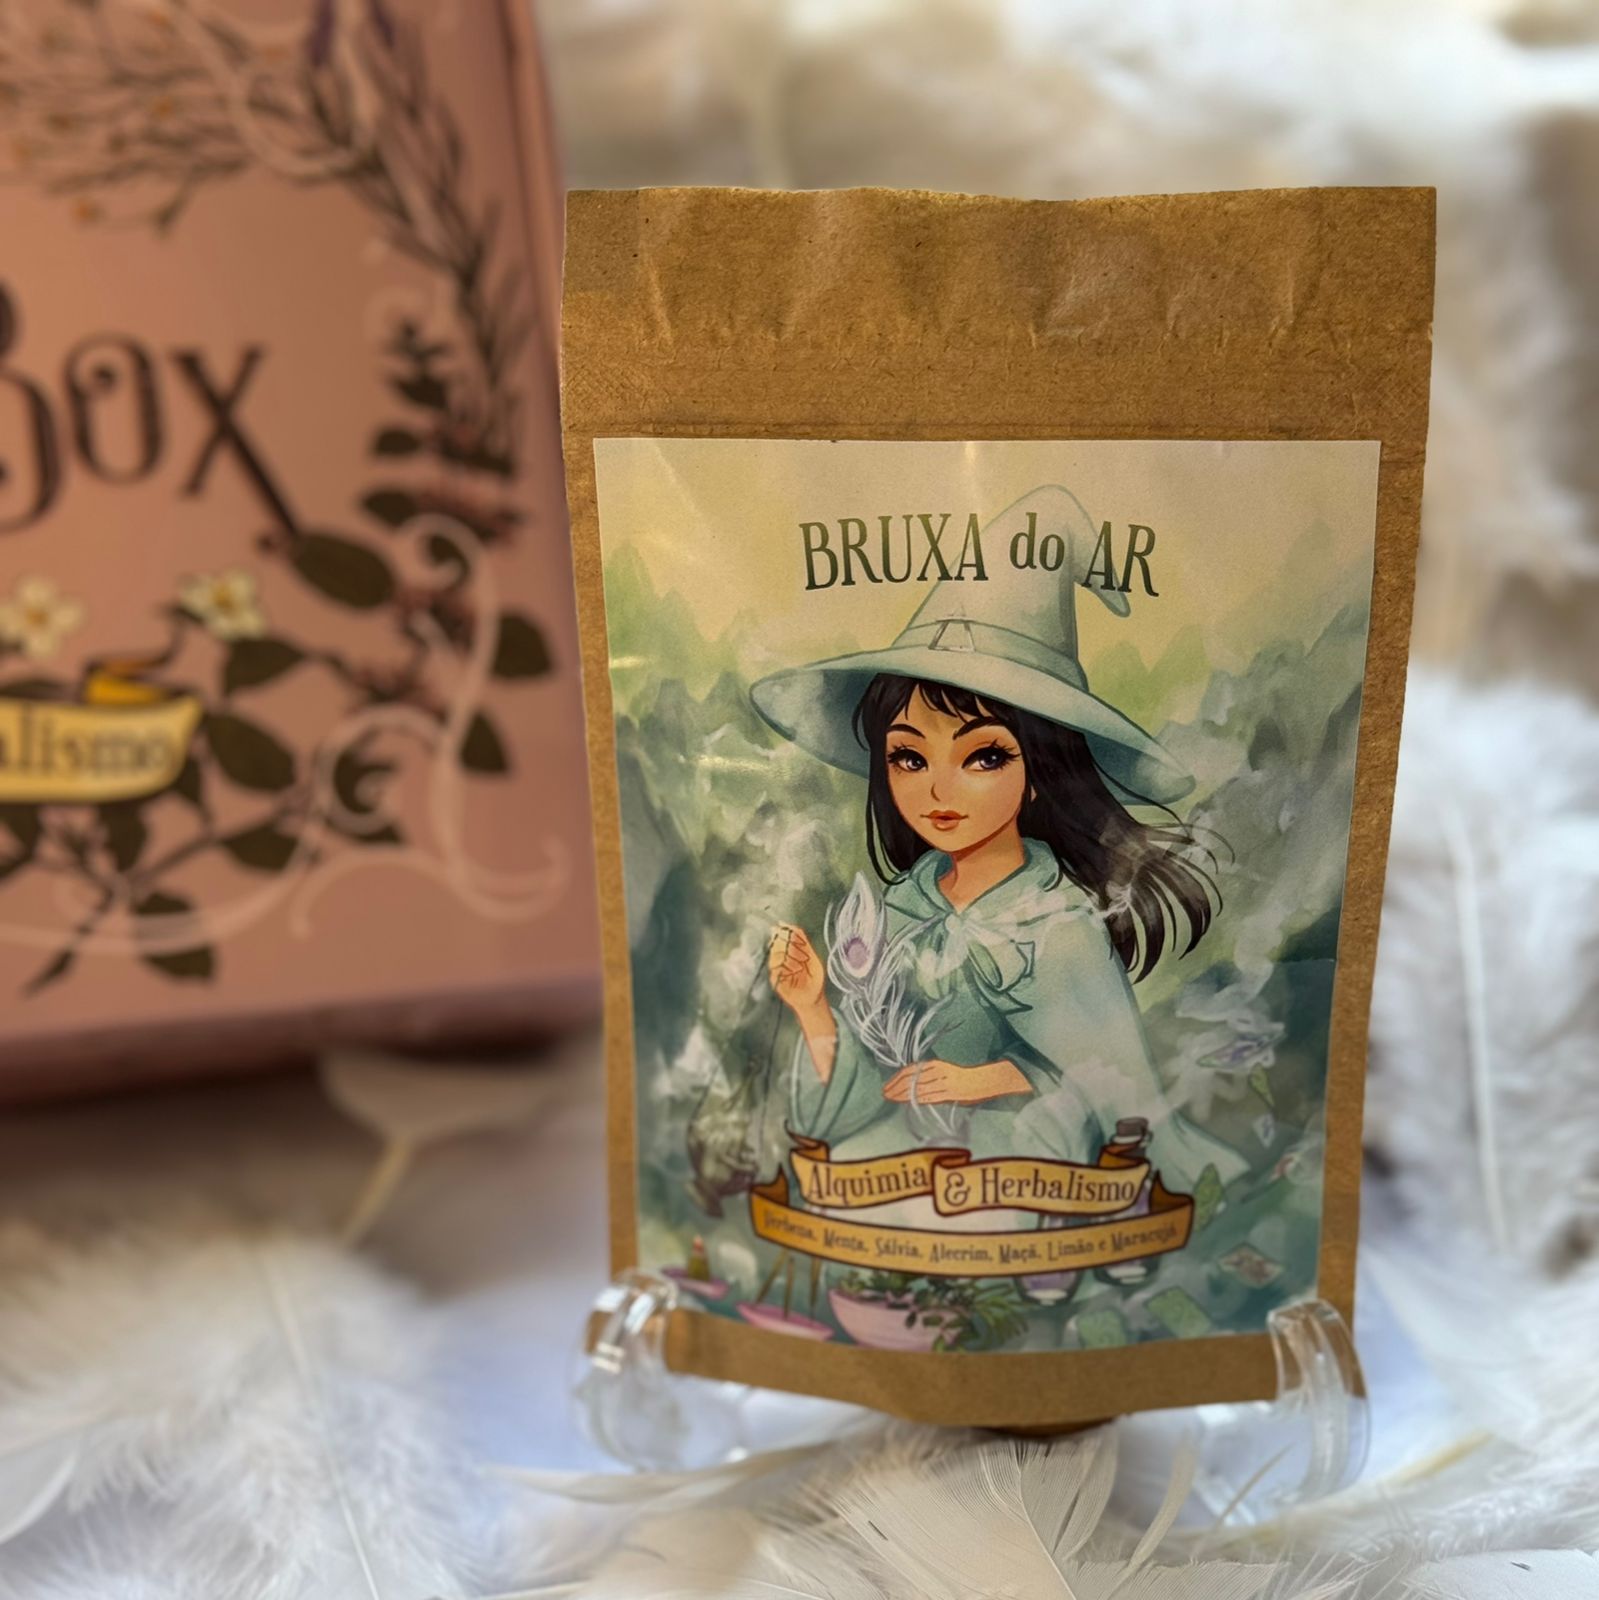 Box
alismo
BRUXA do AR
Alquimia & Herbalismo
Verbena, Menta, Sálvia, Alecrim, Maçã, Limão e Maracujá